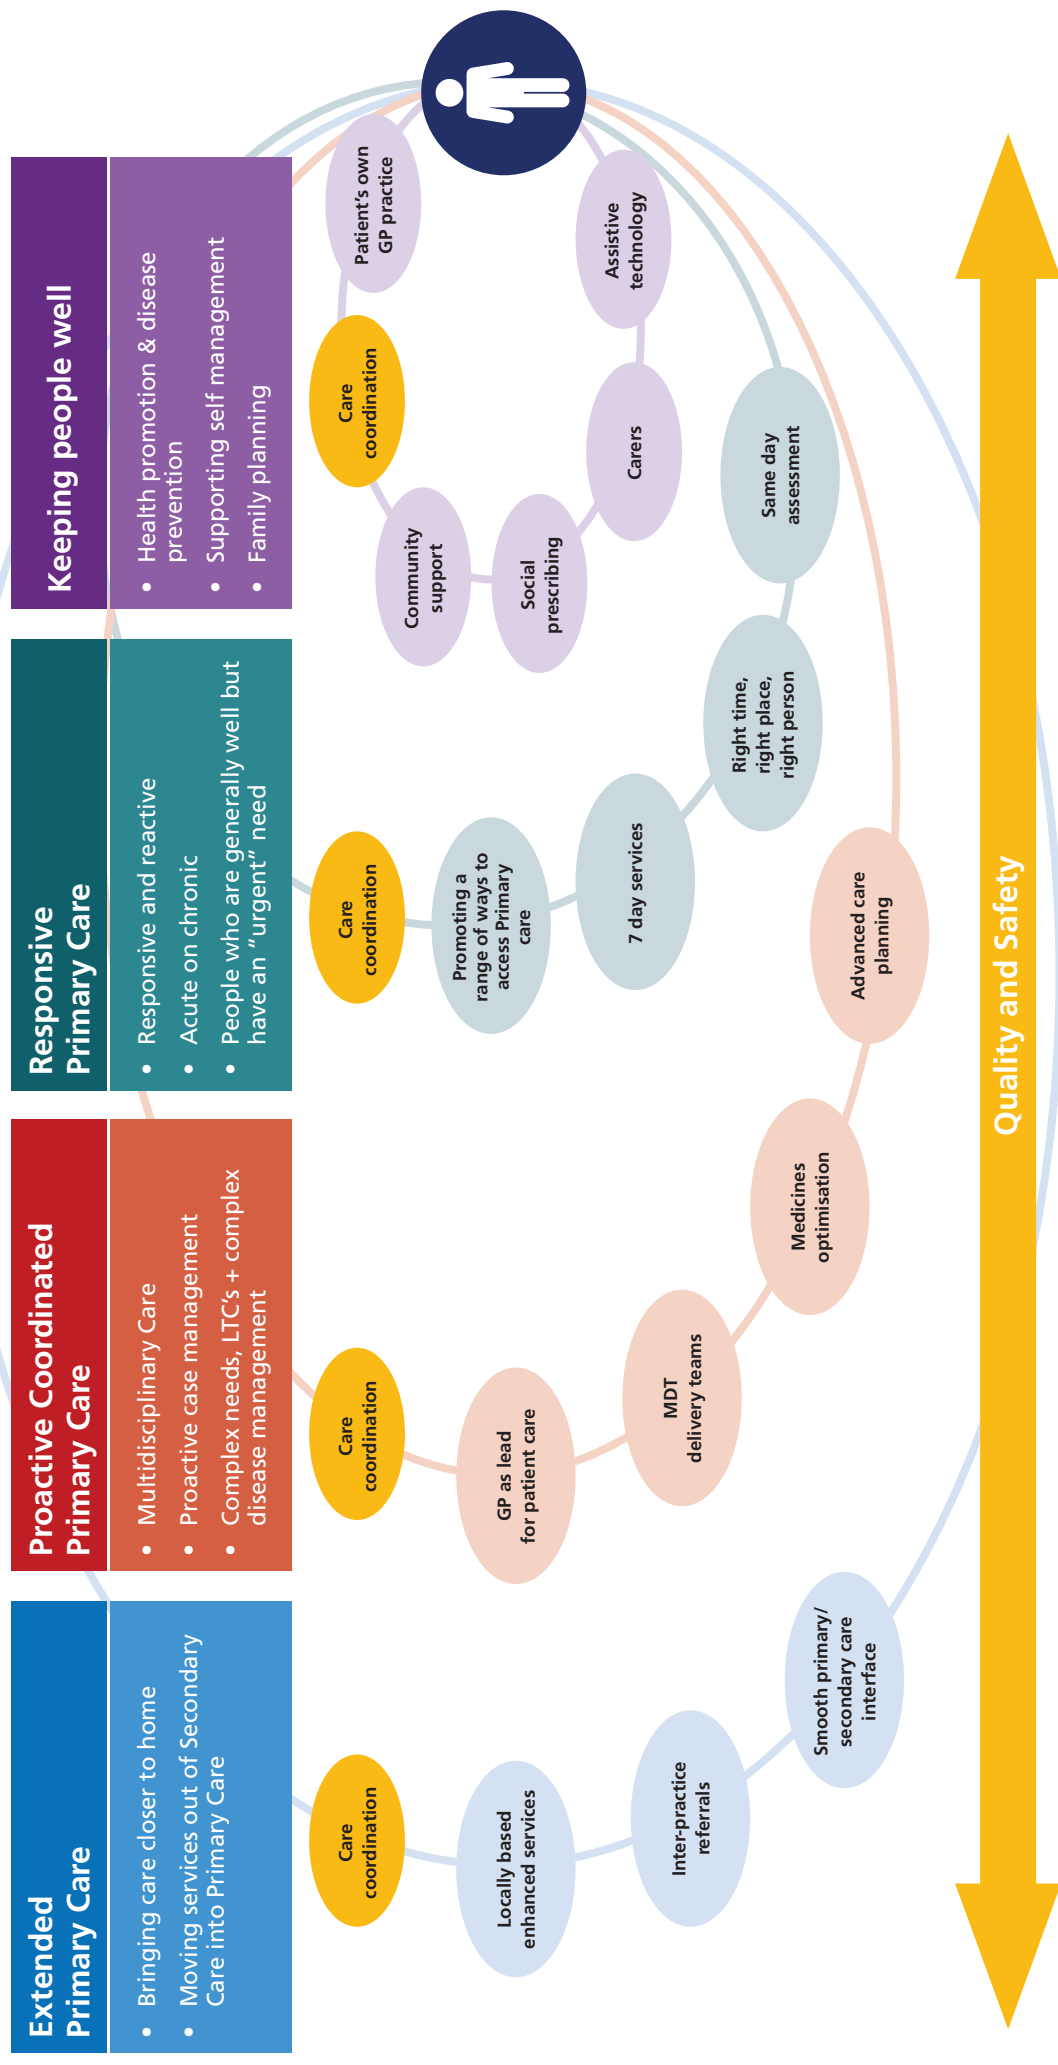 Extended
Primary Care
• Bringing care closer to home
• Moving services out of Secondary
Care into Primary Care
Care
coordination
Locally based
enhanced services
Inter-practice
referrals
Smooth primary/
secondary care
interface
Proactive Coordinated
Primary Care
• Multidisciplinary Care
• Proactive case management
• Complex needs, LTC's + complex
disease management
Care
coordination
GP as lead
for patient care
MDT
delivery teams
Medicines
optimisation
Advanced care
planning
Responsive
Primary Care
• Responsive and reactive
• Acute on chronic
• People who are generally well but
have an "urgent" need
Care
coordination
Promoting a
range of ways to
access Primary
care
7 day services
Right time,
right place,
right person
Same day
assessment
Keeping people well
• Health promotion & disease
prevention
• Supporting self management
• Family planning
Patient's own
GP practice
Care
coordination
Community
support
Social
prescribing
Carers
Assistive
technology
Quality and Safety